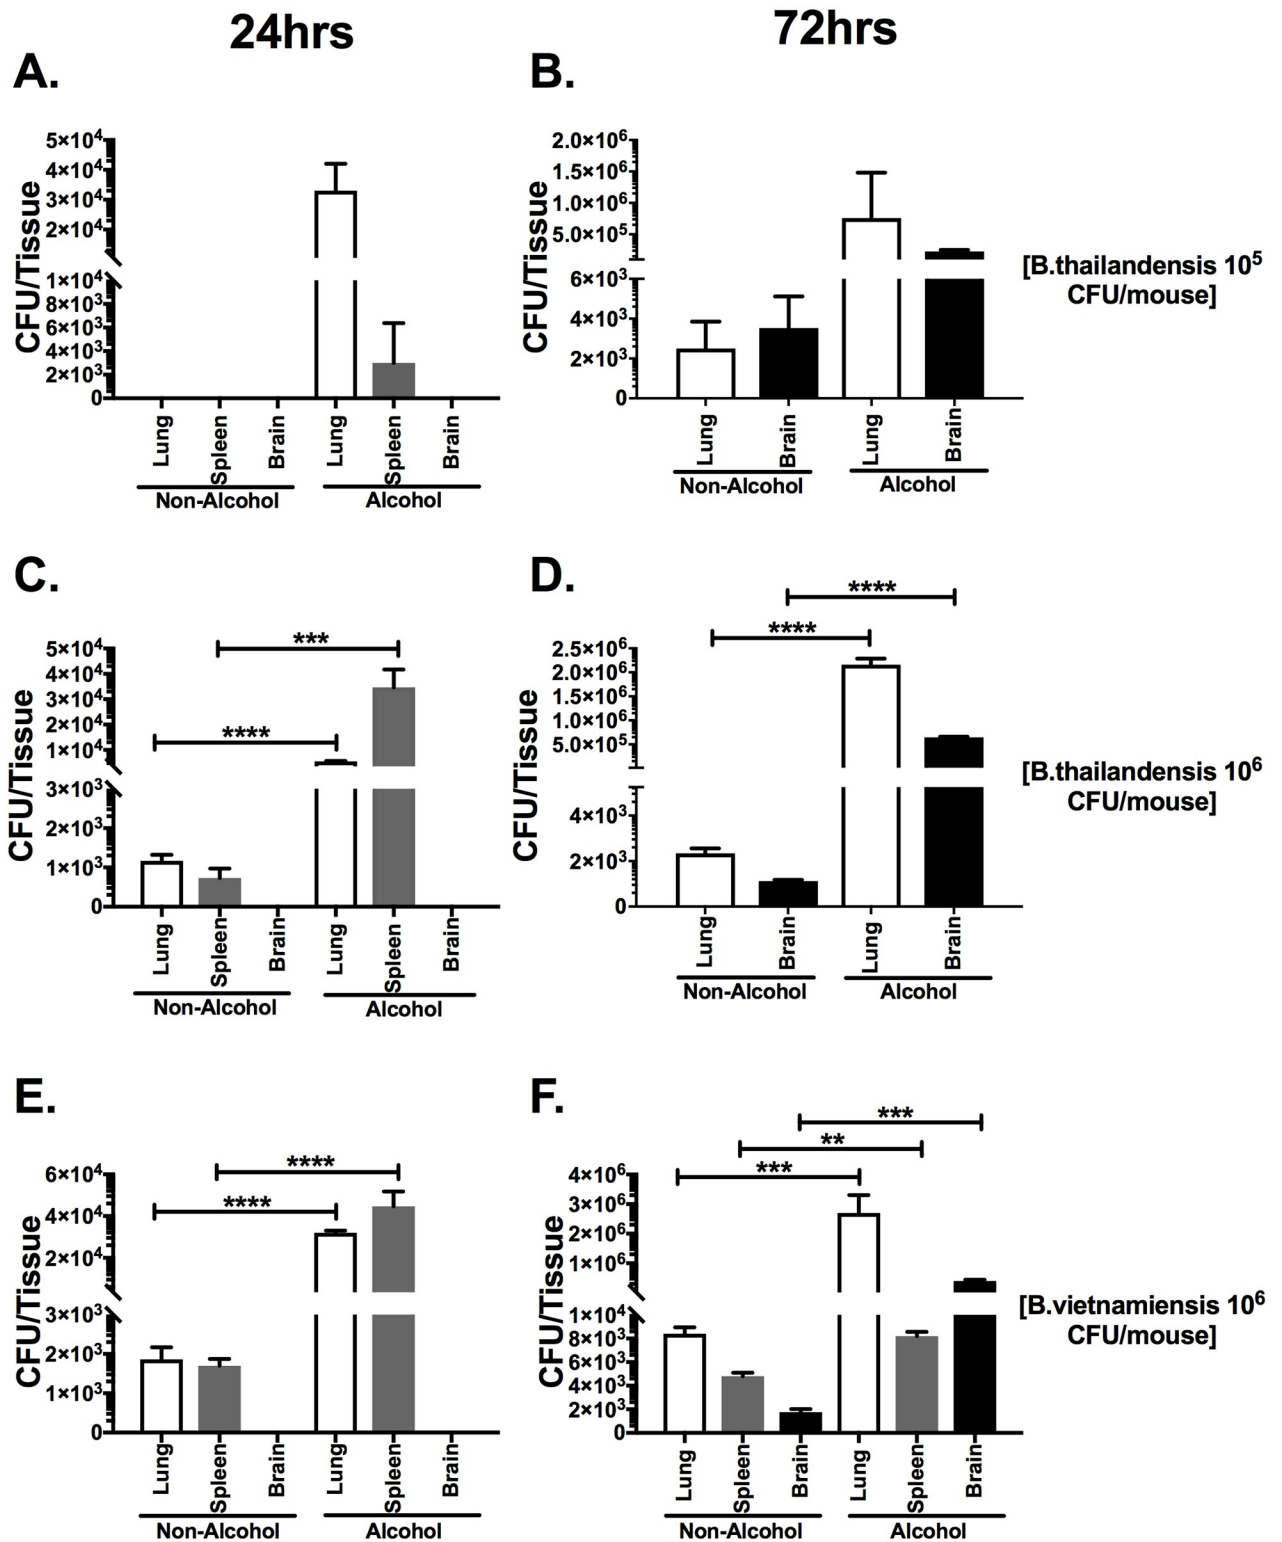 24hrs
72hrs
A.
CFU/Tissue
5×10⁴
4×10⁴
3×10⁴
2×10⁴
1×10⁴
8×10³
6×10³
4×10³
2×10³
0
Lung
Spleen
Brain
Lung
Spleen
Brain
Non-Alcohol
Alcohol
B.
CFU/Tissue
2.0×10⁶
1.5×10⁶
1.0×10⁶
5.0×10⁵
6×10³
4×10³
2×10³
0
Lung
Brain
Lung
Brain
Non-Alcohol
Alcohol
[B.thailandensis 10⁵
CFU/mouse]
C.
***
****
CFU/Tissue
5×10⁴
4×10⁴
3×10⁴
2×10⁴
1×10⁴
3×10³
2×10³
1×10³
0
Lung
Spleen
Brain
Lung
Spleen
Brain
Non-Alcohol
Alcohol
D.
****
****
CFU/Tissue
2.5×10⁶
2.0×10⁶
1.5×10⁶
1.0×10⁶
5.0×10⁵
4×10³
2×10³
0
Lung
Brain
Lung
Brain
Non-Alcohol
Alcohol
[B.thailandensis 10⁶
CFU/mouse]
E.
****
****
CFU/Tissue
6×10⁴
4×10⁴
2×10⁴
3×10³
2×10³
1×10³
0
Lung
Spleen
Brain
Lung
Spleen
Brain
Non-Alcohol
Alcohol
F.
***
**
***
CFU/Tissue
4×10⁶
3×10⁶
2×10⁶
1×10⁶
1×10⁴
8×10³
6×10³
4×10³
2×10³
0
Lung
Spleen
Brain
Lung
Spleen
Brain
Non-Alcohol
Alcohol
[B.vietnamiensis 10⁶
CFU/mouse]